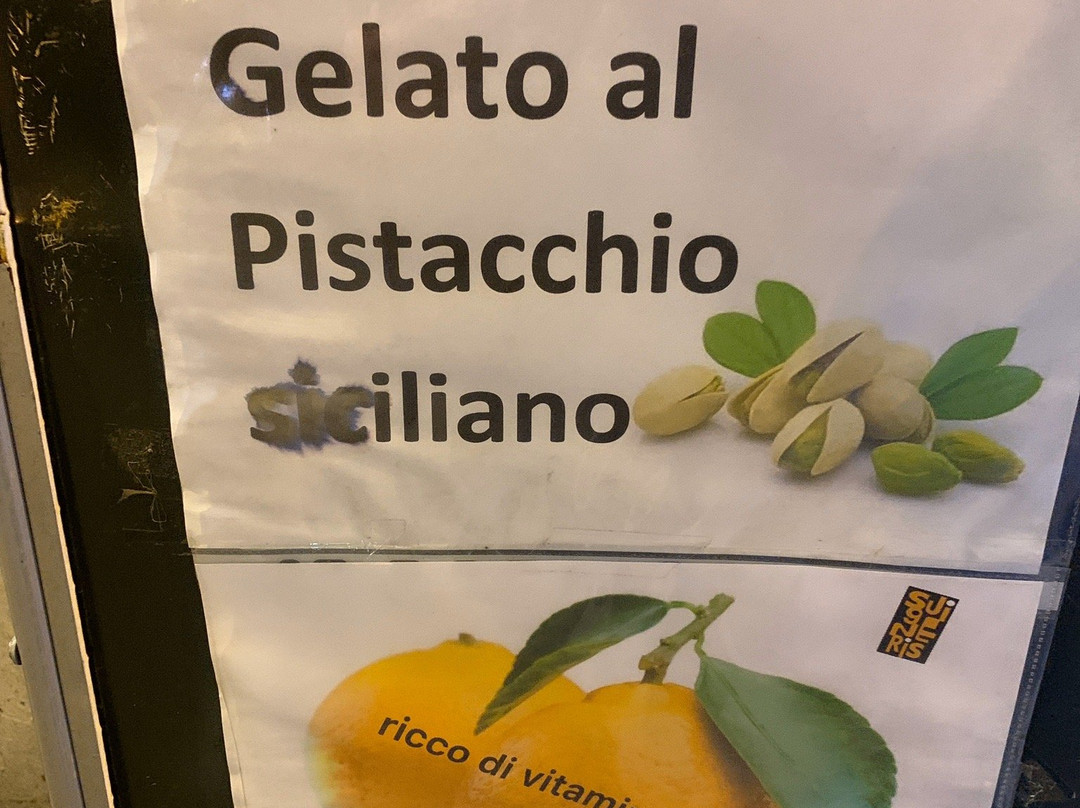 Gelato al
Pistacchio
siciliano
ricco di vitami